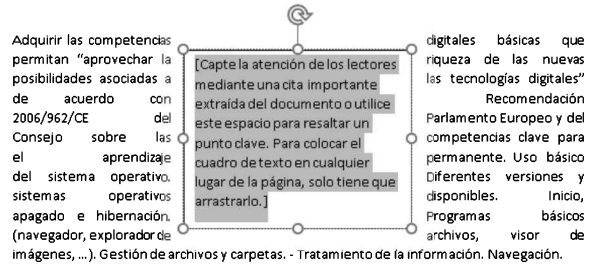 Adquirir las competencias digitales básicas que
permitan “aprovechar la riqueza de las nuevas
posibilidades asociadas a las tecnologías digitales”
de acuerdo con Recomendación
2006/962/CE del Parlamento Europeo y del
Consejo sobre las competencias clave para
el aprendizaje permanente. Uso básico
del sistema operativo. Diferentes versiones y
sistemas operativos disponibles. Inicio,
apagado e hibernación. Programas básicos
(navegador, explorador de archivos, visor de
imágenes, ...). Gestión de archivos y carpetas. - Tratamiento de la información. Navegación.
[Capte la atención de los lectores
mediante una cita importante
extraída del documento o utilice
este espacio para resaltar un
punto clave. Para colocar el
cuadro de texto en cualquier
lugar de la página, solo tiene que
arrastrarlo.]